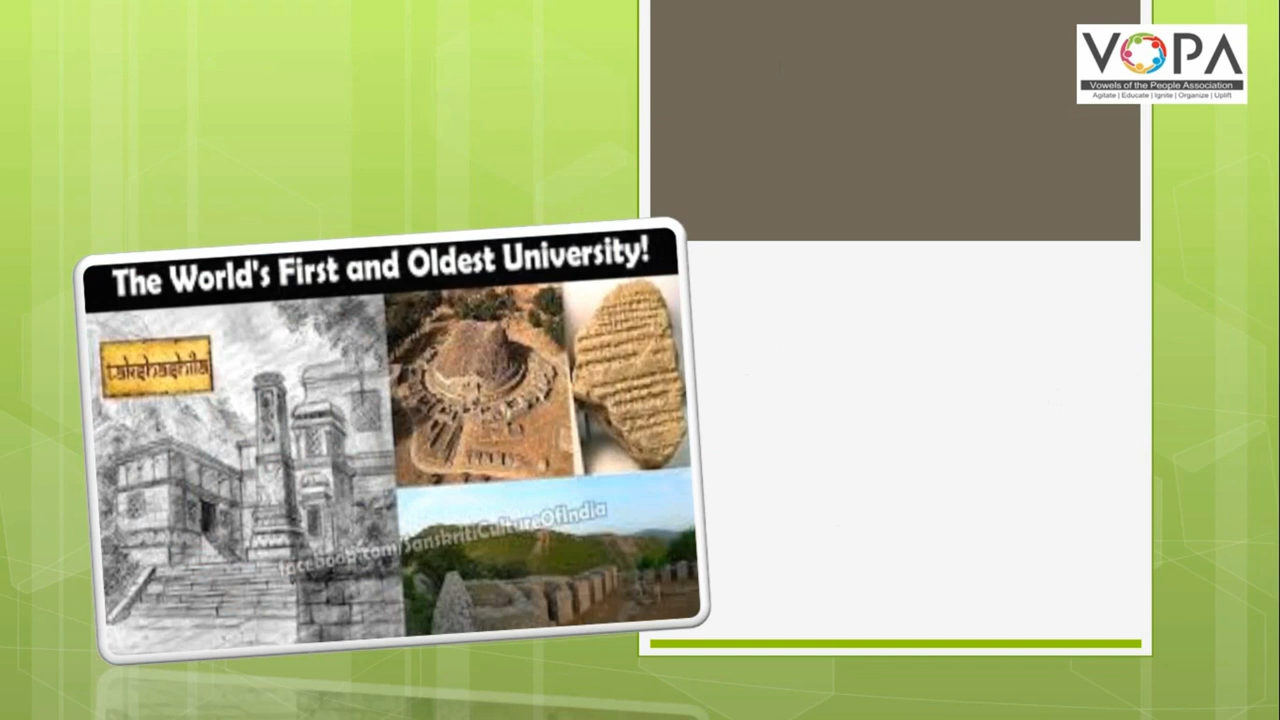 VOPA
Vowels of the People Association
Agitate | Educate | Ignite | Organize | Uplift
The World's First and Oldest University!
takshashila
facebook.com/SanskritiCultureOfIndia